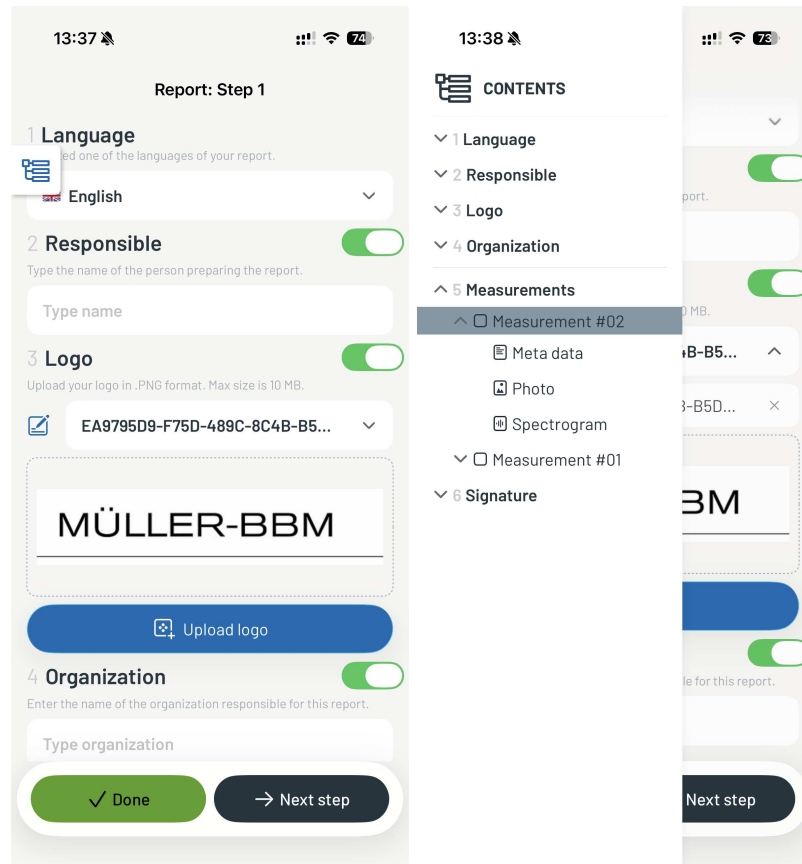 13:37
74
Report: Step 1
1 Language
ed one of the languages of your report.
English
2 Responsible
Type the name of the person preparing the report.
Type name
3 Logo
Upload your logo in .PNG format. Max size is 10 MB.
EA9795D9-F75D-489C-8C4B-B5...
MÜLLER-BBM
Upload logo
4 Organization
Enter the name of the organization responsible for this report.
Type organization
Done
Next step
13:38
73
CONTENTS
1 Language
2 Responsible
3 Logo
4 Organization
5 Measurements
Measurement #02
Meta data
Photo
Spectrogram
Measurement #01
6 Signature
port.
MB.
B-B5...
-B5D...
BM
le for this report.
Next step